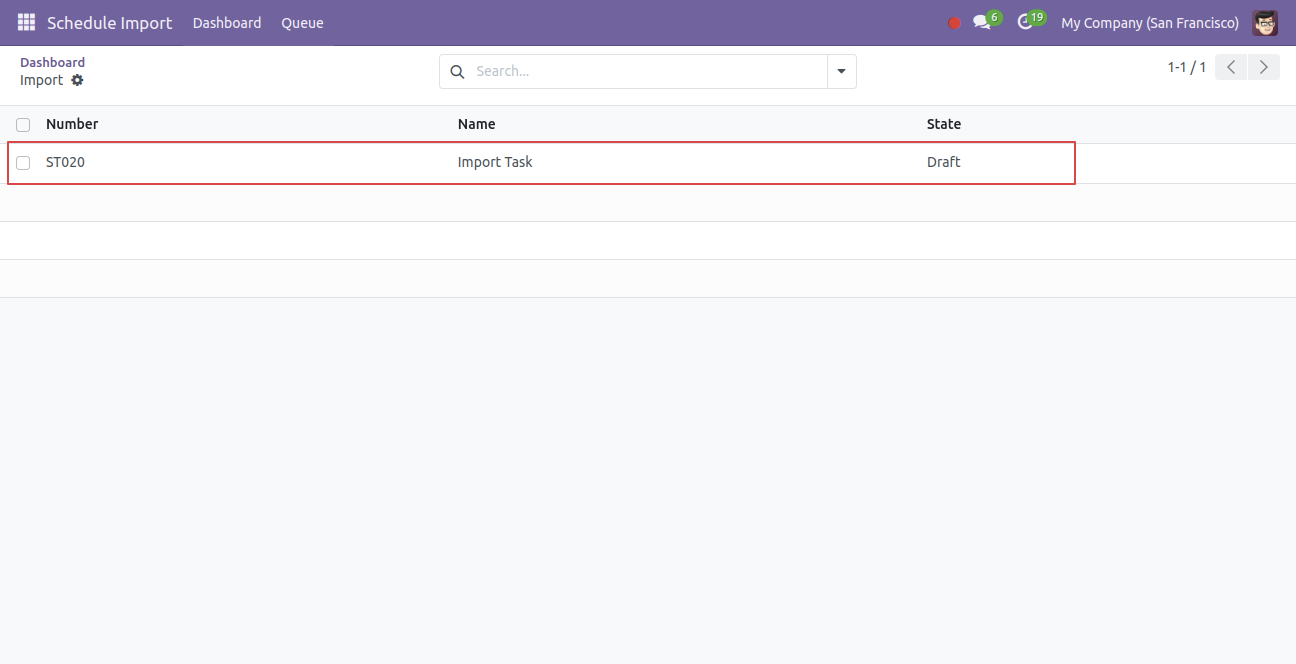 Schedule Import Dashboard Queue 6 19 My Company (San Francisco)
Dashboard
Import
Search...
1-1 / 1
Number Name State
ST020 Import Task Draft